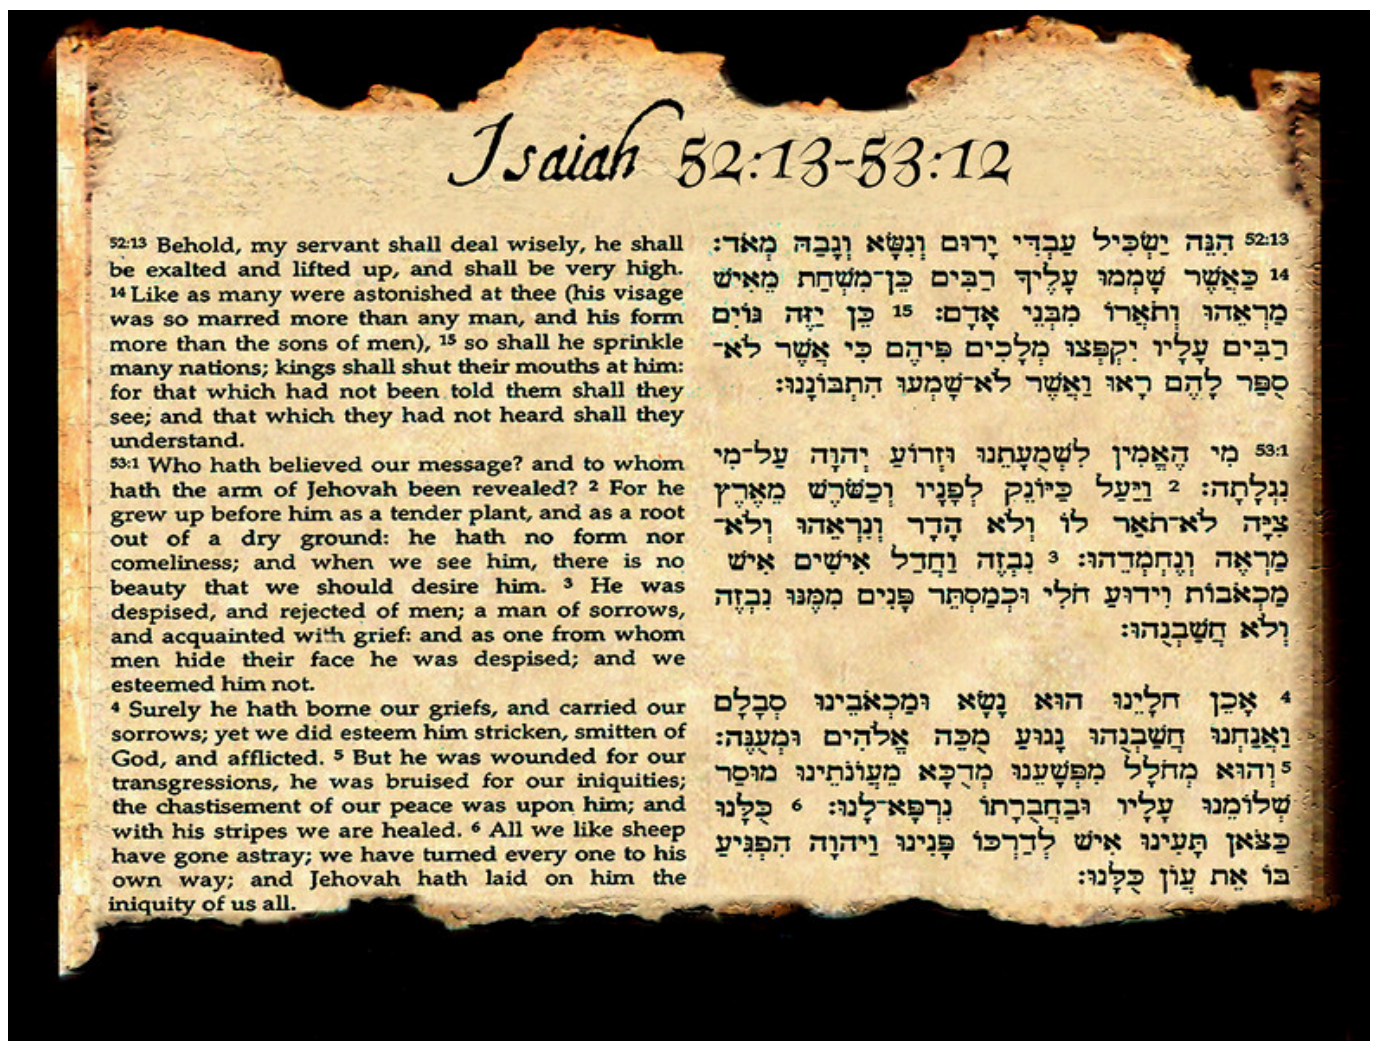 Isaiah 52:13-53:12
52:13 Behold, my servant shall deal wisely, he shall
be exalted and lifted up, and shall be very high.
14 Like as many were astonished at thee (his visage
was so marred more than any man, and his form
more than the sons of men), 15 so shall he sprinkle
many nations; kings shall shut their mouths at him:
for that which had not been told them shall they
see; and that which they had not heard shall they
understand.
53:1 Who hath believed our message? and to whom
hath the arm of Jehovah been revealed? 2 For he
grew up before him as a tender plant, and as a root
out of a dry ground: he hath no form nor
comeliness; and when we see him, there is no
beauty that we should desire him. 3 He was
despised, and rejected of men; a man of sorrows,
and acquainted with grief: and as one from whom
men hide their face he was despised; and we
esteemed him not.
4 Surely he hath borne our griefs, and carried our
sorrows; yet we did esteem him stricken, smitten of
God, and afflicted. 5 But he was wounded for our
transgressions, he was bruised for our iniquities;
the chastisement of our peace was upon him; and
with his stripes we are healed. 6 All we like sheep
have gone astray; we have turned every one to his
own way; and Jehovah hath laid on him the
iniquity of us all.
52:13 הִנֵּה יַשְׂכִּיל עַבְדִּי יָרוּם וְנִשָּׂא וְגָבַהּ מְאֹד׃
14 כַּאֲשֶׁר שָׁמְמוּ עָלֶיךָ רַבִּים כֵּן־מִשְׁחַת מֵאִישׁ
מַרְאֵהוּ וְתֹאֲרוֹ מִבְּנֵי אָדָם׃ 15 כֵּן יַזֶּה גּוֹיִם
רַבִּים עָלָיו יִקְפְּצוּ מְלָכִים פִּיהֶם כִּי אֲשֶׁר לֹא־
סֻפַּר לָהֶם רָאוּ וַאֲשֶׁר לֹא־שָׁמְעוּ הִתְבּוֹנָנוּ׃
53:1 מִי הֶאֱמִין לִשְׁמֻעָתֵנוּ וּזְרוֹעַ יְהוָה עַל־מִי
נִגְלָתָה׃ 2 וַיַּעַל כַּיּוֹנֵק לְפָנָיו וְכַשֹּׁרֶשׁ מֵאֶרֶץ
צִיָּה לֹא־תֹאַר לוֹ וְלֹא הָדָר וְנִרְאֵהוּ וְלֹא־
מַרְאֶה וְנֶחְמְדֵהוּ׃ 3 נִבְזֶה וַחֲדַל אִישִׁים אִישׁ
מַכְאֹבוֹת וִידוּעַ חֹלִי וּכְמַסְתֵּר פָּנִים מִמֶּנּוּ נִבְזֶה
וְלֹא חֲשַׁבְנֻהוּ׃
4 אָכֵן חֳלָיֵנוּ הוּא נָשָׂא וּמַכְאֹבֵינוּ סְבָלָם
וַאֲנַחְנוּ חֲשַׁבְנֻהוּ נָגוּעַ מֻכֵּה אֱלֹהִים וּמְעֻנֶּה׃
5 וְהוּא מְחֹלָל מִפְּשָׁעֵנוּ מְדֻכָּא מֵעֲוֹנֹתֵינוּ מוּסַר
שְׁלוֹמֵנוּ עָלָיו וּבַחֲבֻרָתוֹ נִרְפָּא־לָנוּ׃ 6 כֻּלָּנוּ
כַּצֹּאן תָּעִינוּ אִישׁ לְדַרְכּוֹ פָּנִינוּ וַיהוָה הִפְגִּיעַ
בּוֹ אֵת עֲוֹן כֻּלָּנוּ׃